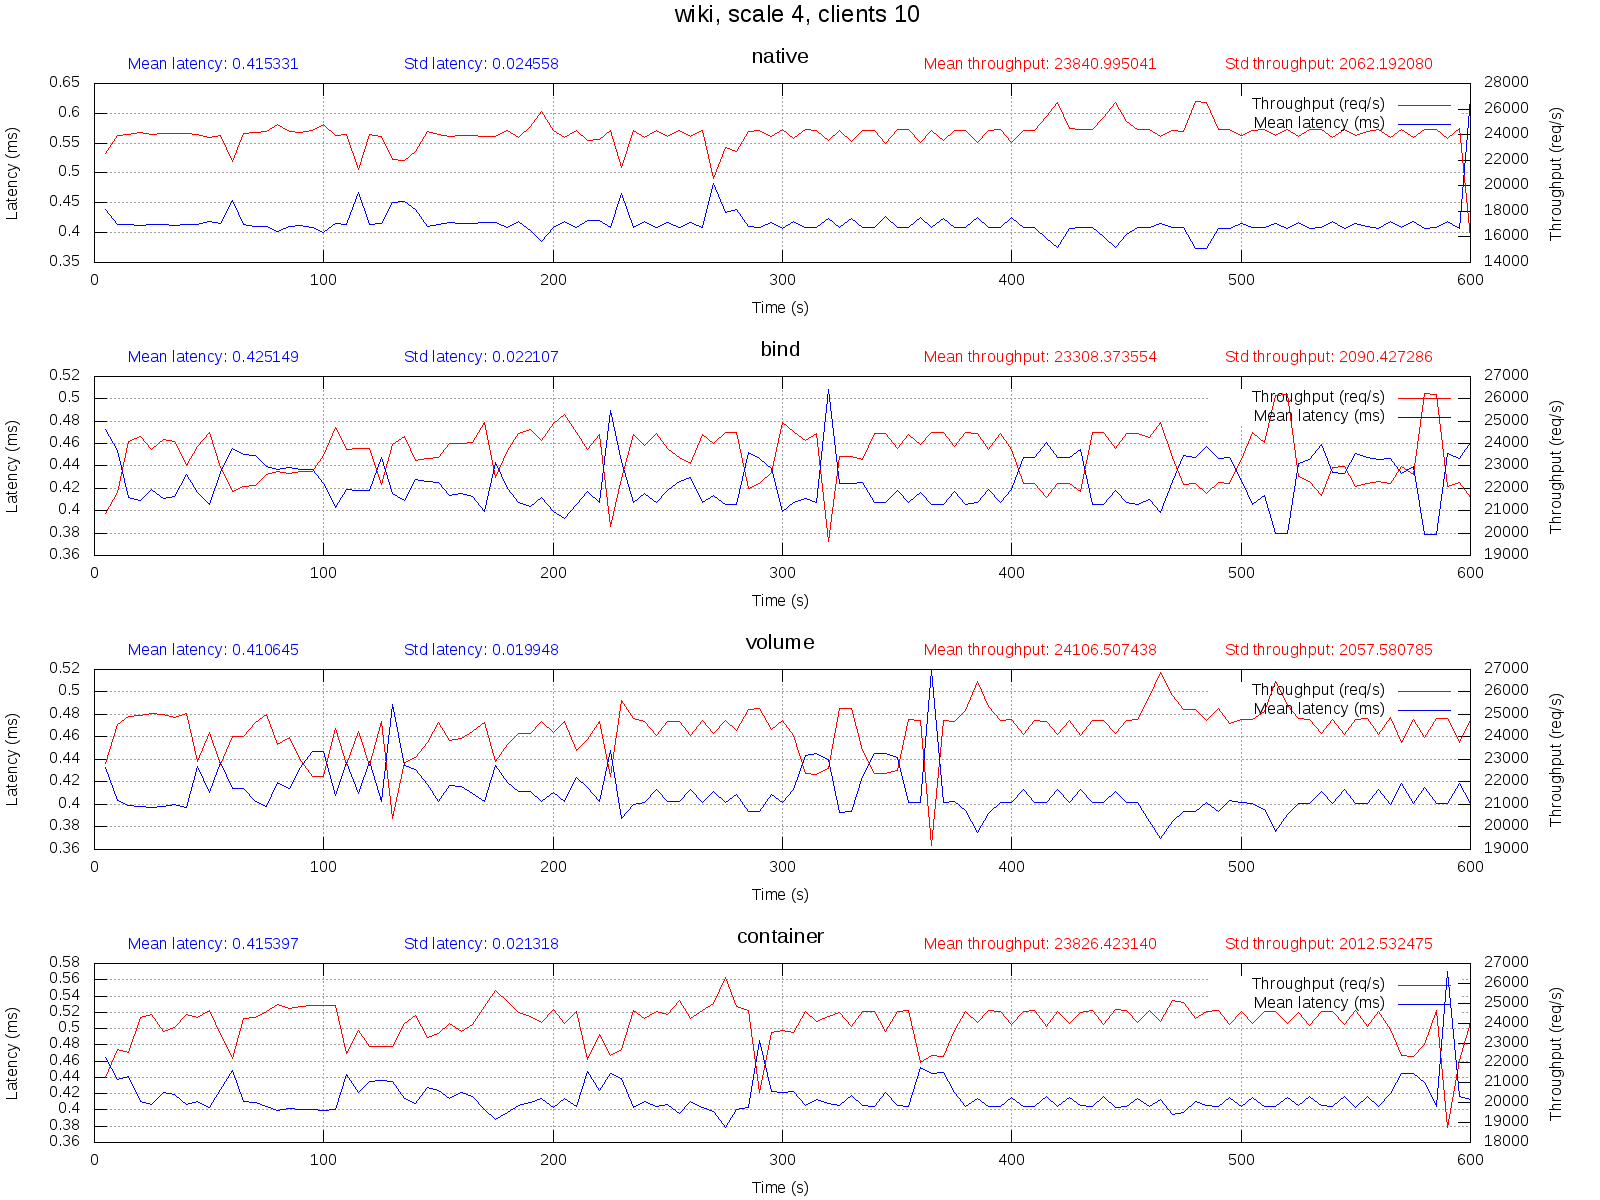 wiki, scale 4, clients 10
native
Mean latency: 0.415331 Std latency: 0.024558 Mean throughput: 23840.995041 Std throughput: 2062.192080
0.65 28000
Throughput (req/s)
0.6 26000
Mean latency (ms)
0.55 24000
0.5 22000
0.45 20000
0.4 18000
0.35 16000
14000
Latency (ms)
Throughput (req/s)
0 100 200 300 400 500 600
Time (s)
bind
Mean latency: 0.425149 Std latency: 0.022107 Mean throughput: 23308.373554 Std throughput: 2090.427286
0.52 27000
0.5 26000
Throughput (req/s)
0.48 25000
Mean latency (ms)
0.46 24000
0.44 23000
0.42 22000
0.4 21000
0.38 20000
0.36 19000
Latency (ms)
Throughput (req/s)
0 100 200 300 400 500 600
Time (s)
volume
Mean latency: 0.410645 Std latency: 0.019948 Mean throughput: 24106.507438 Std throughput: 2057.580785
0.52 27000
0.5 26000
Throughput (req/s)
0.48 25000
Mean latency (ms)
0.46 24000
0.44 23000
0.42 22000
0.4 21000
0.38 20000
0.36 19000
Latency (ms)
Throughput (req/s)
0 100 200 300 400 500 600
Time (s)
container
Mean latency: 0.415397 Std latency: 0.021318 Mean throughput: 23826.423140 Std throughput: 2012.532475
0.58 27000
0.56 26000
Throughput (req/s)
0.54 25000
Mean latency (ms)
0.52 24000
0.5 23000
0.48 22000
0.46 21000
0.44 20000
0.42 19000
0.4 18000
0.38
0.36
Latency (ms)
Throughput (req/s)
0 100 200 300 400 500 600
Time (s)